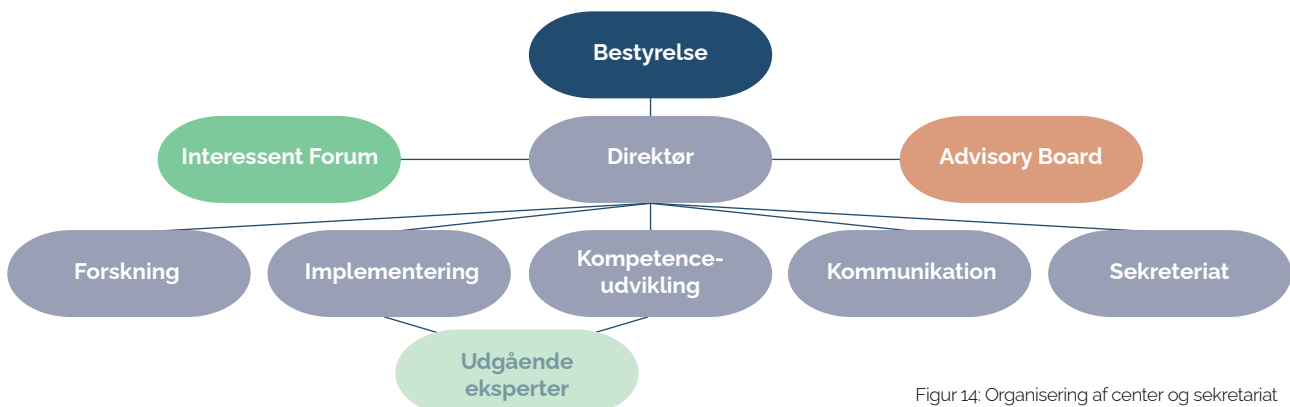 Bestyrelse
Interessent Forum
Direktør
Advisory Board
Forskning
Implementering
Kompetence-
udvikling
Kommunikation
Sekreteriat
Udgående
eksperter
Figur 14: Organisering af center og sekretariat